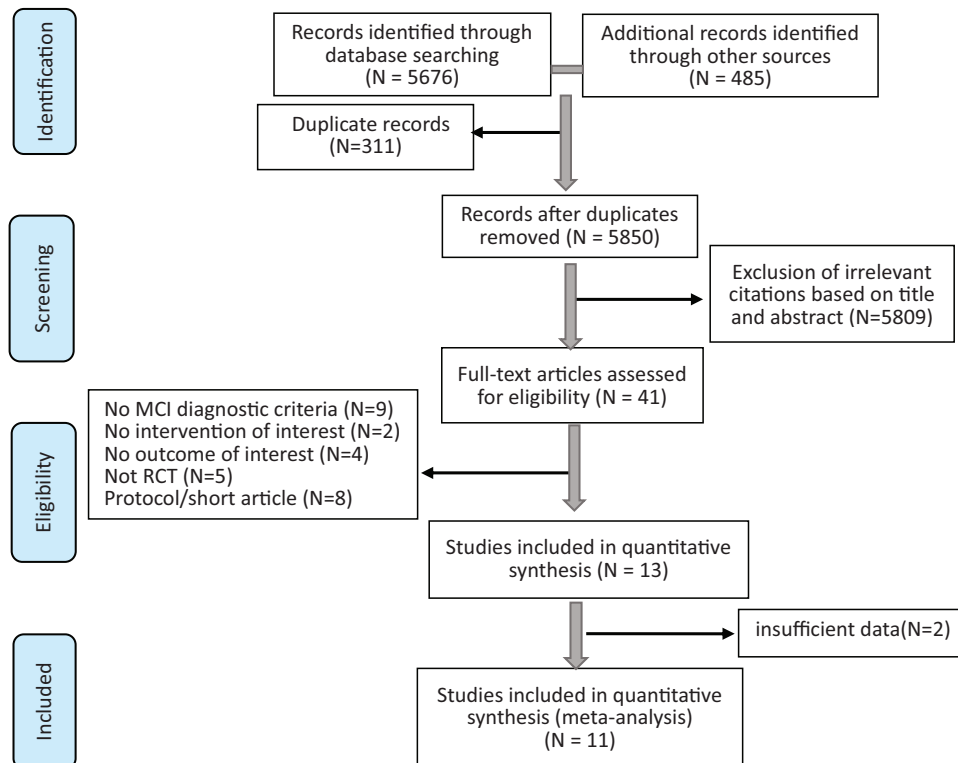 Identification
Records identified through
database searching
(N = 5676)
Additional records identified
through other sources
(N = 485)
Duplicate records
(N=311)
Screening
Records after duplicates
removed (N = 5850)
Exclusion of irrelevant
citations based on title
and abstract (N=5809)
Full-text articles assessed
for eligibility (N = 41)
Eligibility
No MCI diagnostic criteria (N=9)
No intervention of interest (N=2)
No outcome of interest (N=4)
Not RCT (N=5)
Protocol/short article (N=8)
Studies included in quantitative
synthesis (N = 13)
insufficient data(N=2)
Included
Studies included in quantitative
synthesis (meta-analysis)
(N = 11)